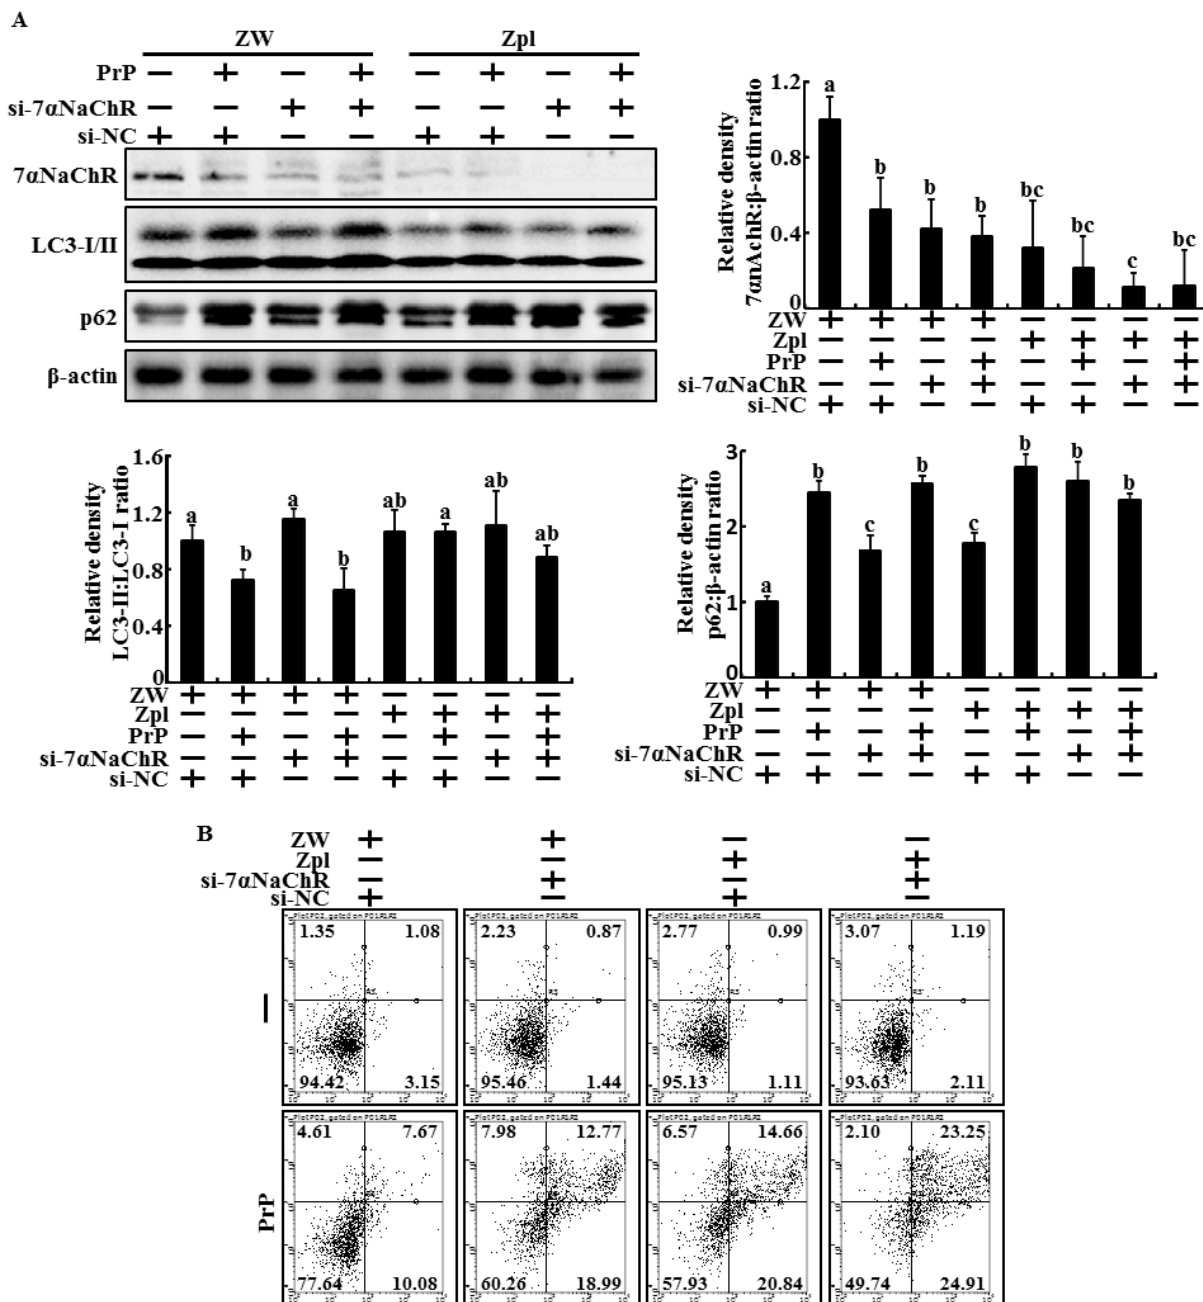 A
ZW Zpl
PrP − + − + − + − +
si-7αNaChR − − + + − − + +
si-NC + + − − + + − −
7αNaChR
LC3-I/II
p62
β-actin
Relative density
7αnAchR:β-actin ratio
1.2
0.8
0.4
0
a b b b bc bc c bc
ZW + + + + − − − −
Zpl − − − − + + + +
PrP − + − + − + − +
si-7αNaChR − − + + − − + +
si-NC + + − − + + − −
Relative density
LC3-II:LC3-I ratio
1.6
1.2
0.8
0.4
0
a b a b ab a ab ab
ZW + + + + − − − −
Zpl − − − − + + + +
PrP − + − + − + − +
si-7αNaChR − − + + − − + +
si-NC + + − − + + − −
Relative density
p62:β-actin ratio
3
2
1
0
a b c b c b b b
ZW + + + + − − − −
Zpl − − − − + + + +
PrP − + − + − + − +
si-7αNaChR − − + + − − + +
si-NC + + − − + + − −
B
ZW + + − −
Zpl − − + +
si-7αNaChR − + − +
si-NC + − + −
−
1.35 1.08 2.23 0.87 2.77 0.99 3.07 1.19
94.42 3.15 95.46 1.44 95.13 1.11 93.63 2.11
PrP
4.61 7.67 7.98 12.77 6.57 14.66 2.10 23.25
77.64 10.08 60.26 18.99 57.93 20.84 49.74 24.91